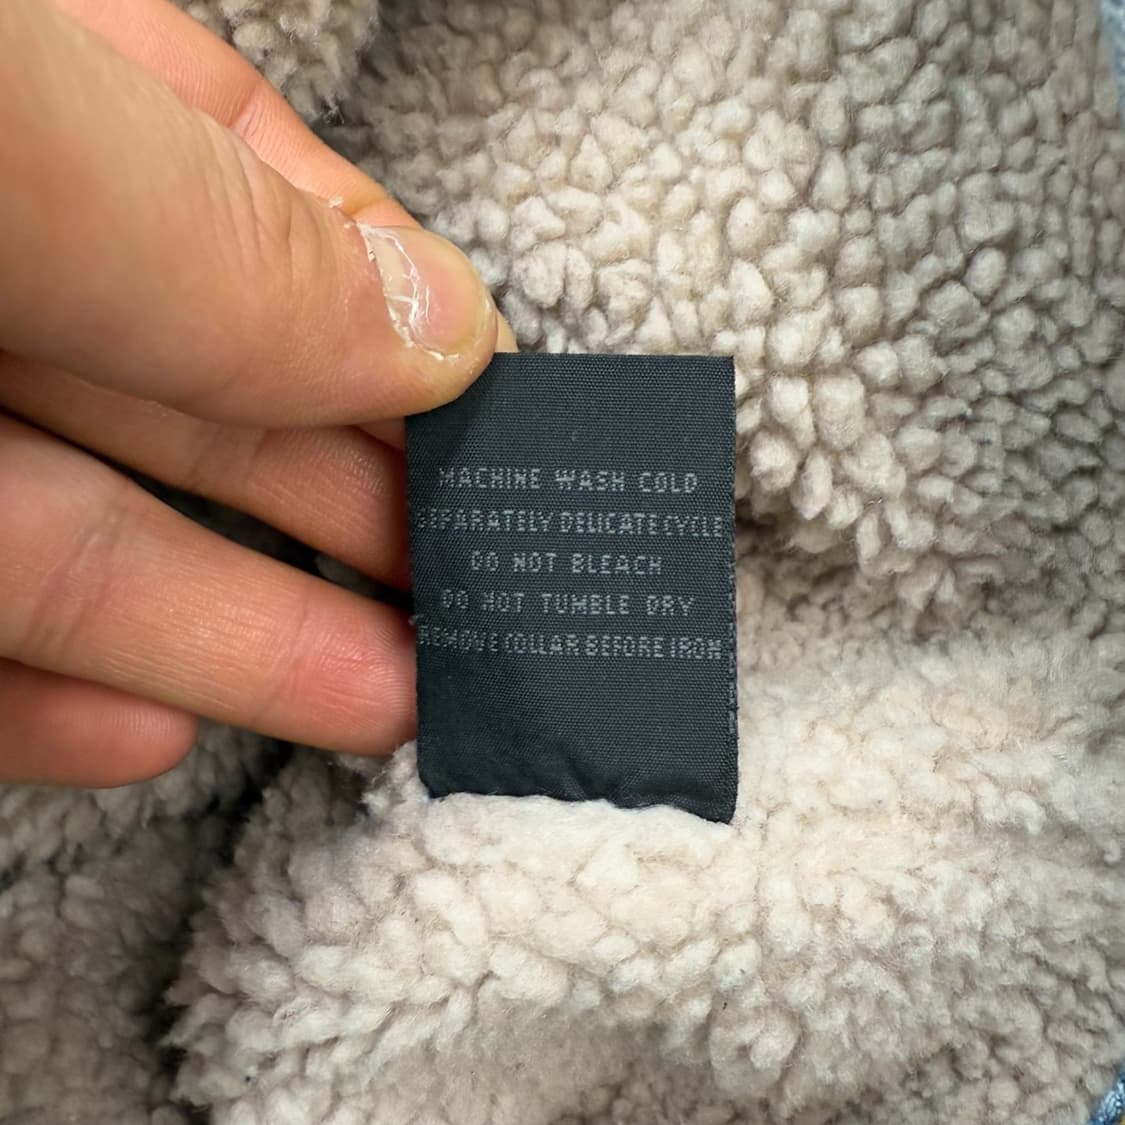 MACHINE WASH COLD
SEPARATELY DELICATE CYCLE
DO NOT BLEACH
DO NOT TUMBLE DRY
REMOVE COLLAR BEFORE IRON